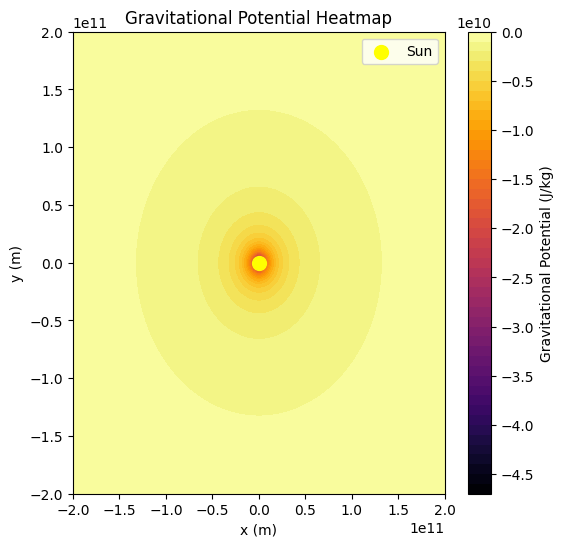 Gravitational Potential Heatmap
1e11
1e10
2.0
1.5
1.0
0.5
0.0
−0.5
−1.0
−1.5
−2.0
y (m)
Sun
−2.0 −1.5 −1.0 −0.5 0.0 0.5 1.0 1.5 2.0
x (m)
1e11
0.0
−0.5
−1.0
−1.5
−2.0
−2.5
−3.0
−3.5
−4.0
−4.5
Gravitational Potential (J/kg)